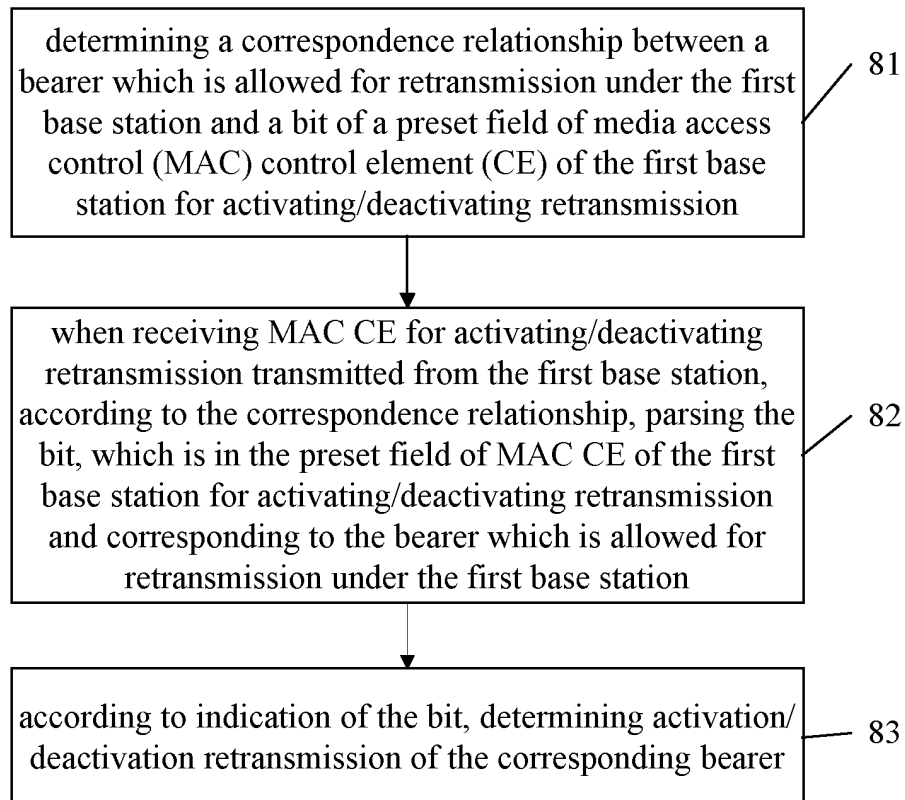 determining a correspondence relationship between a
bearer which is allowed for retransmission under the first
base station and a bit of a preset field of media access
control (MAC) control element (CE) of the first base
station for activating/deactivating retransmission
81
when receiving MAC CE for activating/deactivating
retransmission transmitted from the first base station,
according to the correspondence relationship, parsing the
bit, which is in the preset field of MAC CE of the first
base station for activating/deactivating retransmission
and corresponding to the bearer which is allowed for
retransmission under the first base station
82
according to indication of the bit, determining activation/
deactivation retransmission of the corresponding bearer
83